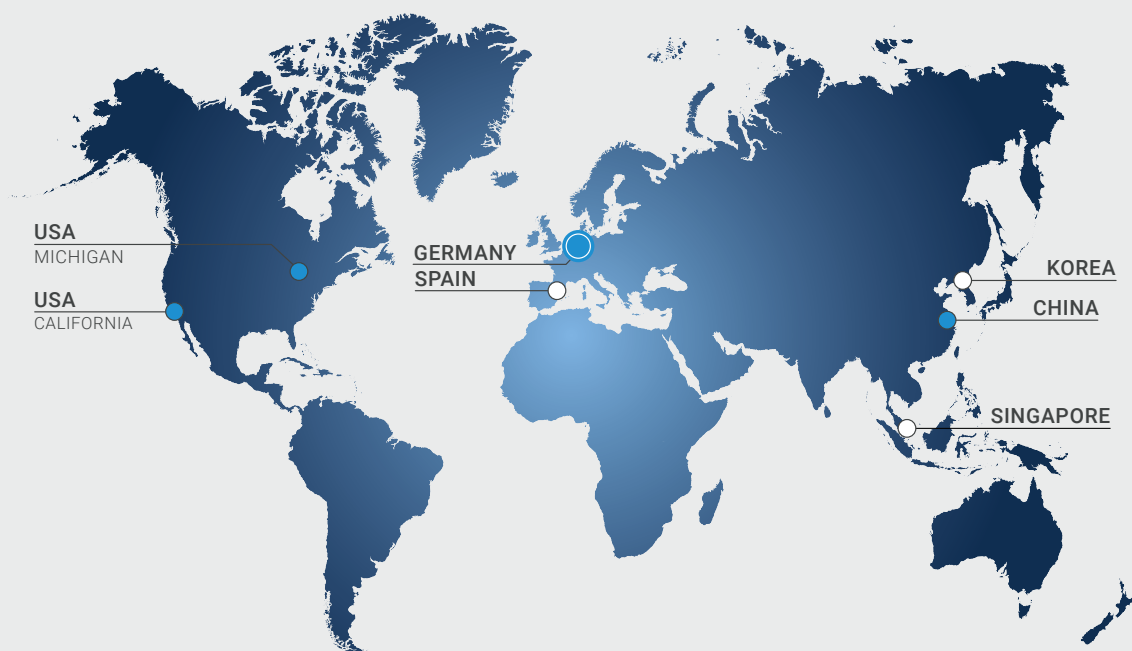 USA
MICHIGAN
USA
CALIFORNIA
GERMANY
SPAIN
KOREA
CHINA
SINGAPORE